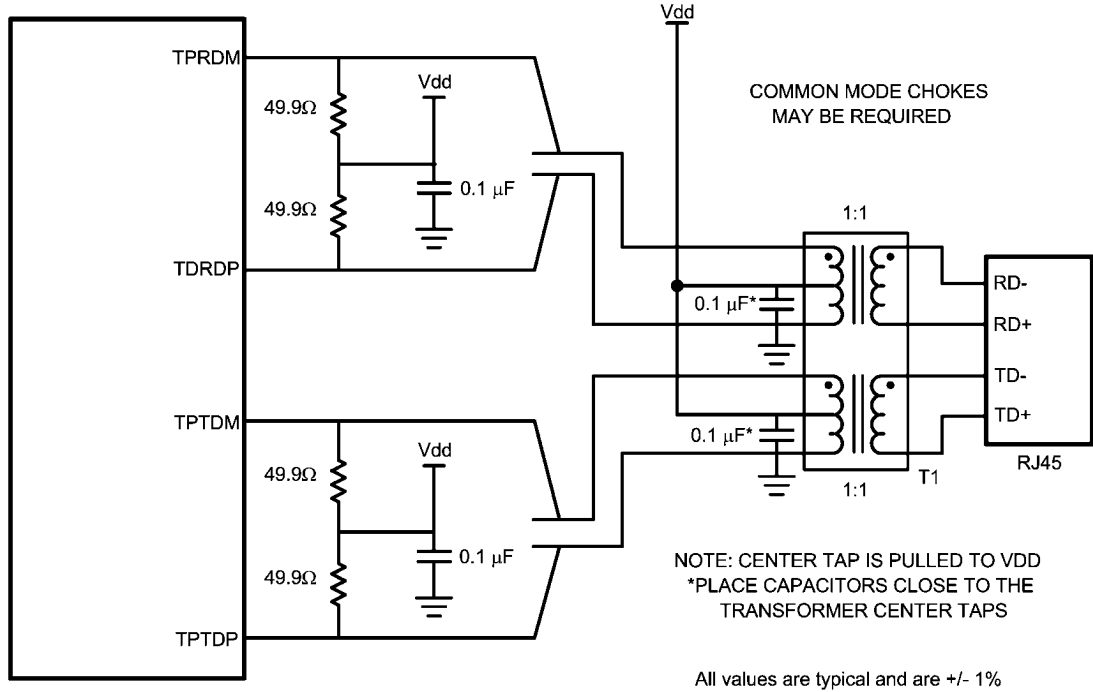 Vdd
TPRDM
49.9Ω
Vdd
0.1 μF
49.9Ω
TDRDP
COMMON MODE CHOKES
MAY BE REQUIRED
1:1
0.1 μF*
RD-
RD+
TD-
TD+
0.1 μF*
RJ45
T1
1:1
TPTDM
49.9Ω
Vdd
0.1 μF
49.9Ω
TPTDP
NOTE: CENTER TAP IS PULLED TO VDD
*PLACE CAPACITORS CLOSE TO THE
TRANSFORMER CENTER TAPS
All values are typical and are +/- 1%